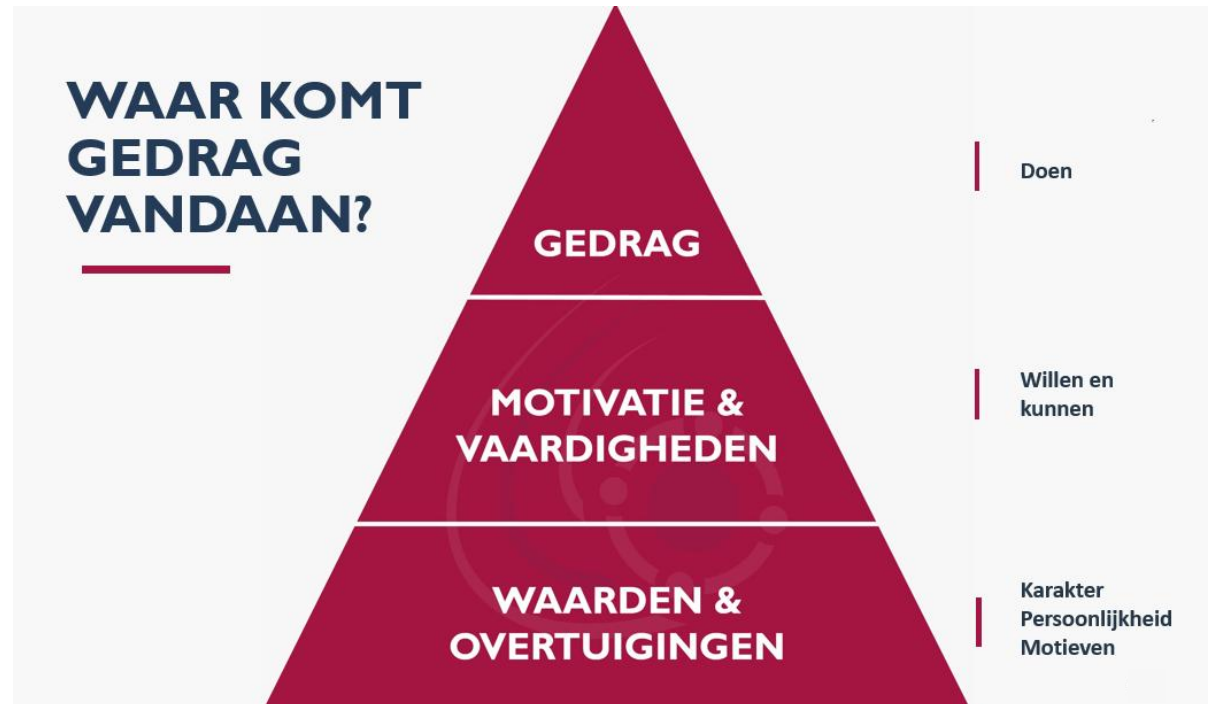 WAAR KOMT
GEDRAG
VANDAAN?
GEDRAG
Doen
MOTIVATIE &
VAARDIGHEDEN
Willen en
kunnen
WAARDEN &
OVERTUIGINGEN
Karakter
Persoonlijkheid
Motieven